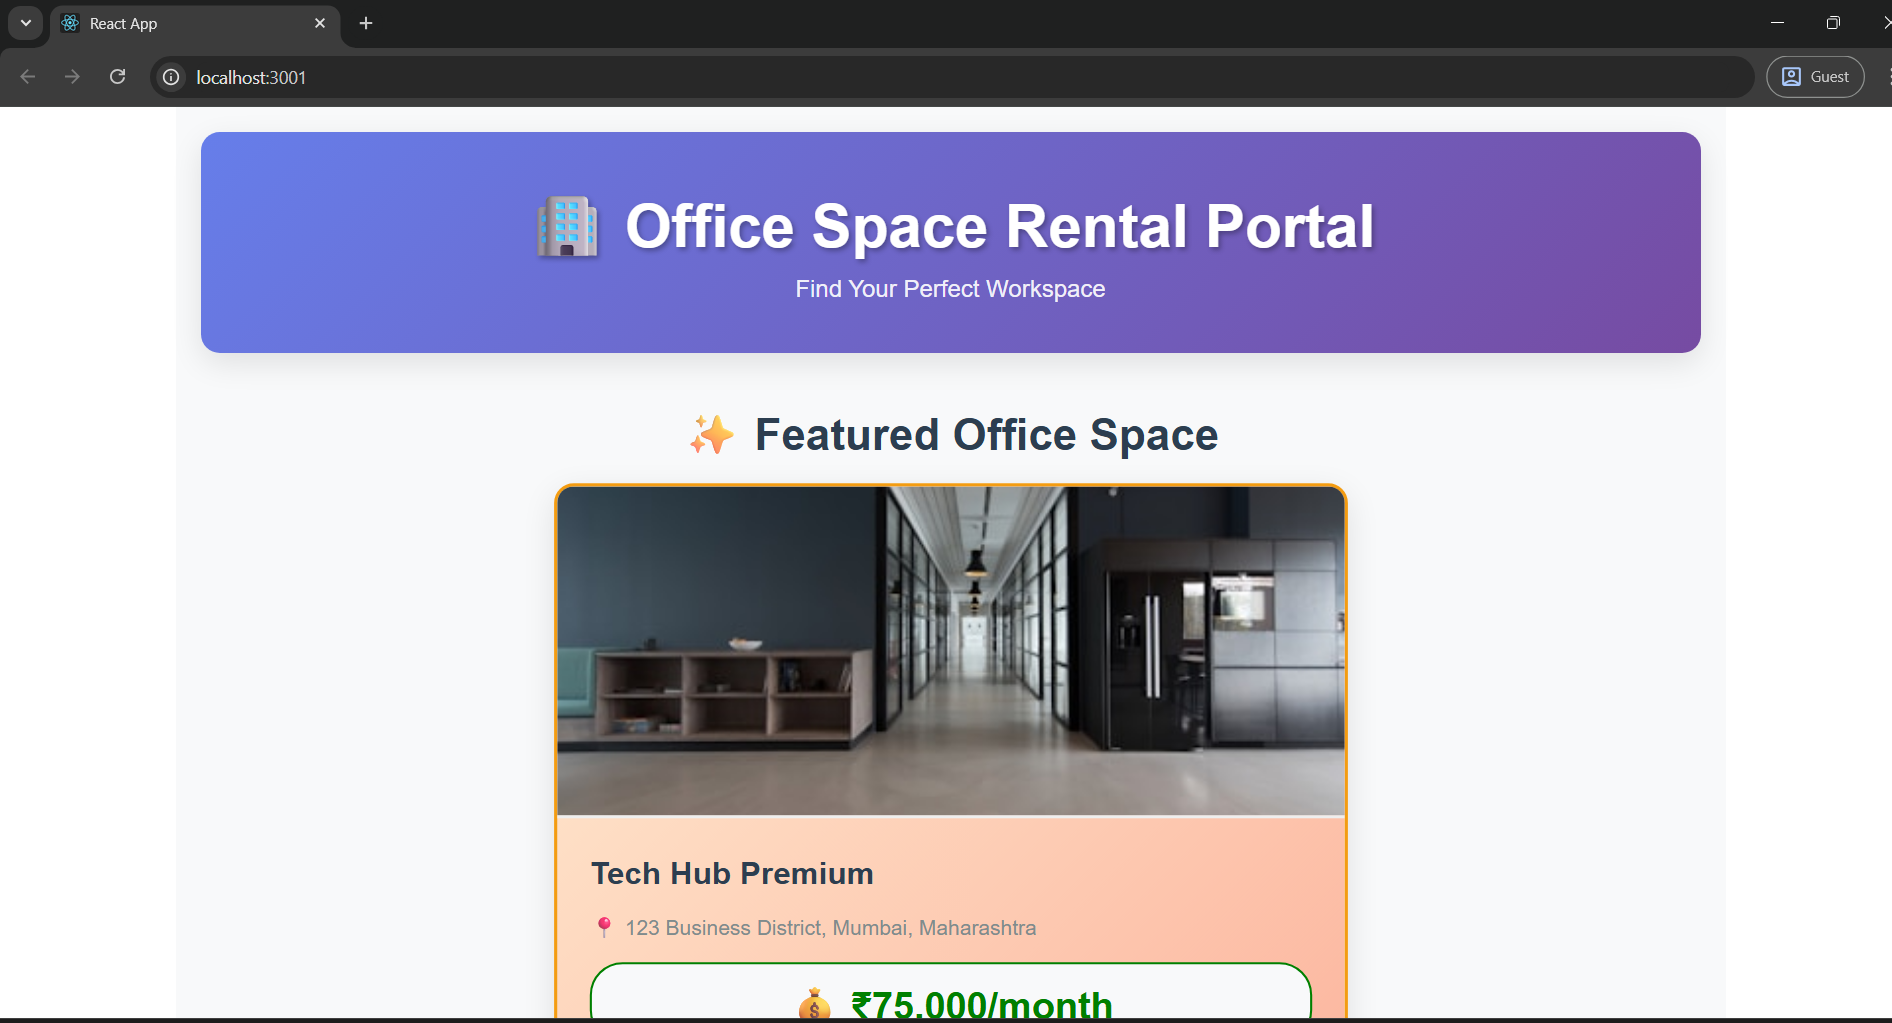 React App
localhost:3001
Guest
Office Space Rental Portal
Find Your Perfect Workspace
Featured Office Space
Tech Hub Premium
123 Business District, Mumbai, Maharashtra
₹75,000/month